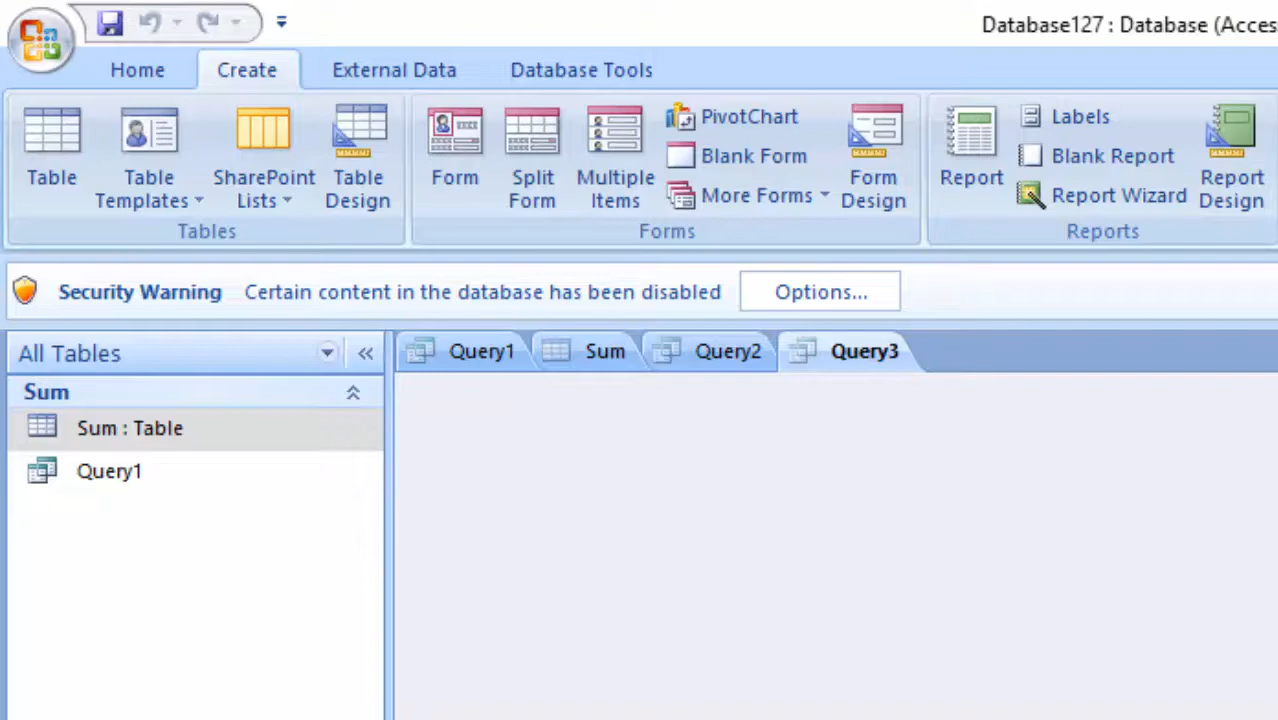 Database127 : Database (Acces
Home Create External Data Database Tools
Table
Table Templates
SharePoint Lists
Table Design
Tables
Form
Split Form
Multiple Items
PivotChart
Blank Form
More Forms
Form Design
Forms
Report
Labels
Blank Report
Report Wizard
Report Design
Reports
Security Warning Certain content in the database has been disabled Options...
All Tables
Query1 Sum Query2 Query3
Sum
Sum : Table
Query1